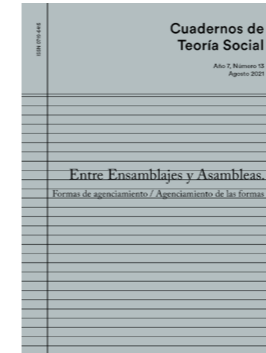 Cuadernos de
Teoría Social
Año 7, Número 13
Agosto 2021
Entre Ensamblajes y Asambleas.
Formas de agenciamiento / Agenciamiento de las formas
ISSN